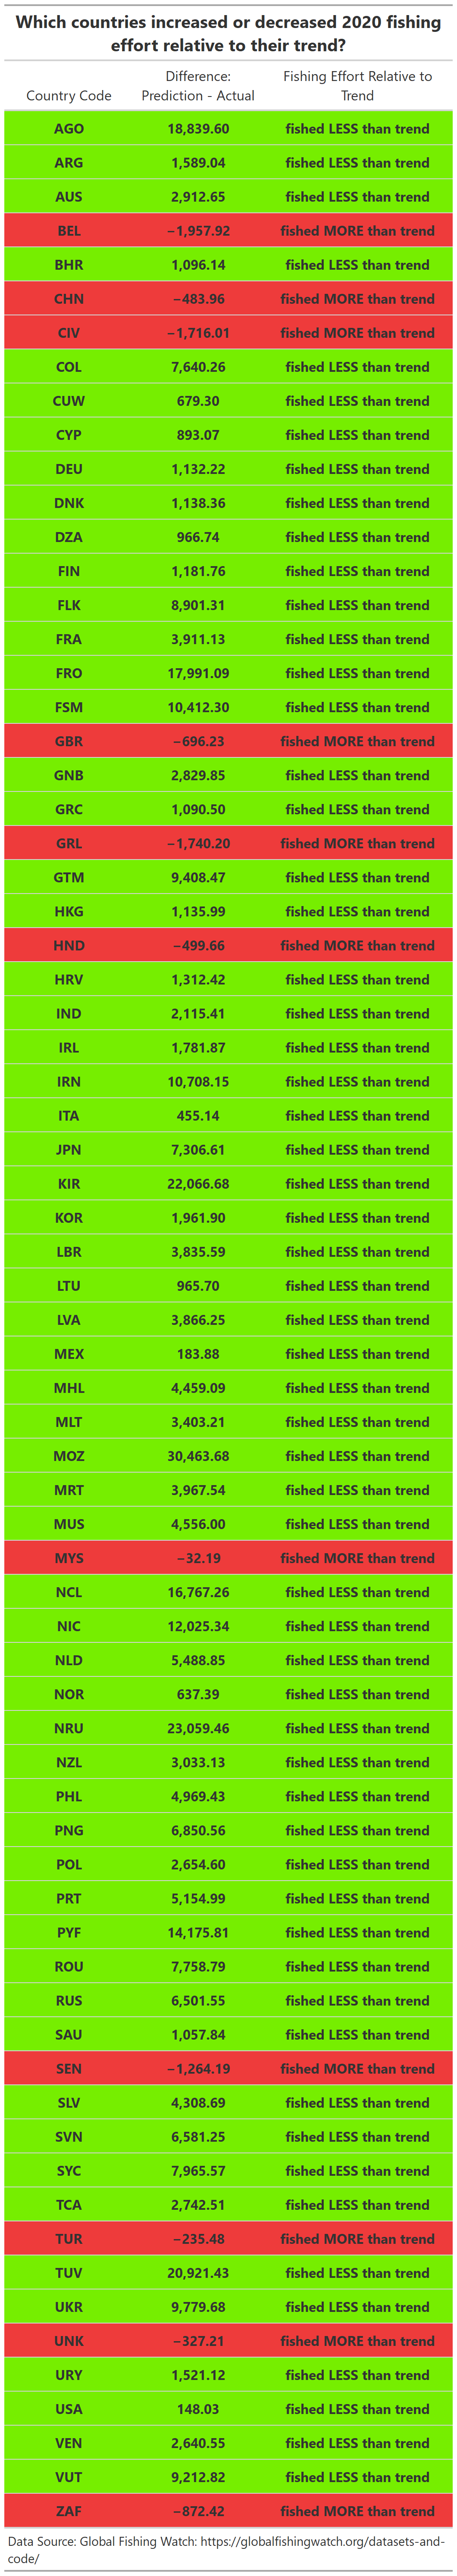 Which countries increased or decreased 2020 fishing
effort relative to their trend?
Country Code Difference: Prediction - Actual Fishing Effort Relative to Trend
AGO 18,839.60 fished LESS than trend
ARG 1,589.04 fished LESS than trend
AUS 2,912.65 fished LESS than trend
BEL −1,957.92 fished MORE than trend
BHR 1,096.14 fished LESS than trend
CHN −483.96 fished MORE than trend
CIV −1,716.01 fished MORE than trend
COL 7,640.26 fished LESS than trend
CUW 679.30 fished LESS than trend
CYP 893.07 fished LESS than trend
DEU 1,132.22 fished LESS than trend
DNK 1,138.36 fished LESS than trend
DZA 966.74 fished LESS than trend
FIN 1,181.76 fished LESS than trend
FLK 8,901.31 fished LESS than trend
FRA 3,911.13 fished LESS than trend
FRO 17,991.09 fished LESS than trend
FSM 10,412.30 fished LESS than trend
GBR −696.23 fished MORE than trend
GNB 2,829.85 fished LESS than trend
GRC 1,090.50 fished LESS than trend
GRL −1,740.20 fished MORE than trend
GTM 9,408.47 fished LESS than trend
HKG 1,135.99 fished LESS than trend
HND −499.66 fished MORE than trend
HRV 1,312.42 fished LESS than trend
IND 2,115.41 fished LESS than trend
IRL 1,781.87 fished LESS than trend
IRN 10,708.15 fished LESS than trend
ITA 455.14 fished LESS than trend
JPN 7,306.61 fished LESS than trend
KIR 22,066.68 fished LESS than trend
KOR 1,961.90 fished LESS than trend
LBR 3,835.59 fished LESS than trend
LTU 965.70 fished LESS than trend
LVA 3,866.25 fished LESS than trend
MEX 183.88 fished LESS than trend
MHL 4,459.09 fished LESS than trend
MLT 3,403.21 fished LESS than trend
MOZ 30,463.68 fished LESS than trend
MRT 3,967.54 fished LESS than trend
MUS 4,556.00 fished LESS than trend
MYS −32.19 fished MORE than trend
NCL 16,767.26 fished LESS than trend
NIC 12,025.34 fished LESS than trend
NLD 5,488.85 fished LESS than trend
NOR 637.39 fished LESS than trend
NRU 23,059.46 fished LESS than trend
NZL 3,033.13 fished LESS than trend
PHL 4,969.43 fished LESS than trend
PNG 6,850.56 fished LESS than trend
POL 2,654.60 fished LESS than trend
PRT 5,154.99 fished LESS than trend
PYF 14,175.81 fished LESS than trend
ROU 7,758.79 fished LESS than trend
RUS 6,501.55 fished LESS than trend
SAU 1,057.84 fished LESS than trend
SEN −1,264.19 fished MORE than trend
SLV 4,308.69 fished LESS than trend
SVN 6,581.25 fished LESS than trend
SYC 7,965.57 fished LESS than trend
TCA 2,742.51 fished LESS than trend
TUR −235.48 fished MORE than trend
TUV 20,921.43 fished LESS than trend
UKR 9,779.68 fished LESS than trend
UNK −327.21 fished MORE than trend
URY 1,521.12 fished LESS than trend
USA 148.03 fished LESS than trend
VEN 2,640.55 fished LESS than trend
VUT 9,212.82 fished LESS than trend
ZAF −872.42 fished MORE than trend
Data Source: Global Fishing Watch: https://globalfishingwatch.org/datasets-and-
code/